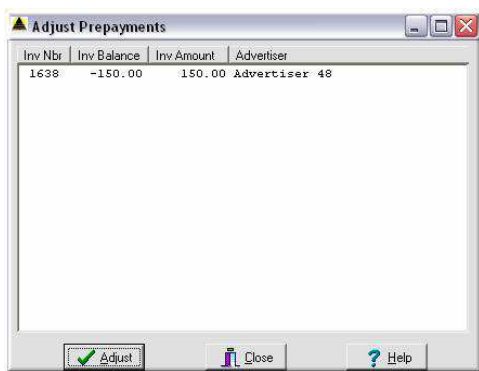 Adjust Prepayments
Inv Nbr Inv Balance Inv Amount Advertiser
1638 -150.00 150.00 Advertiser 48
Adjust Close Help